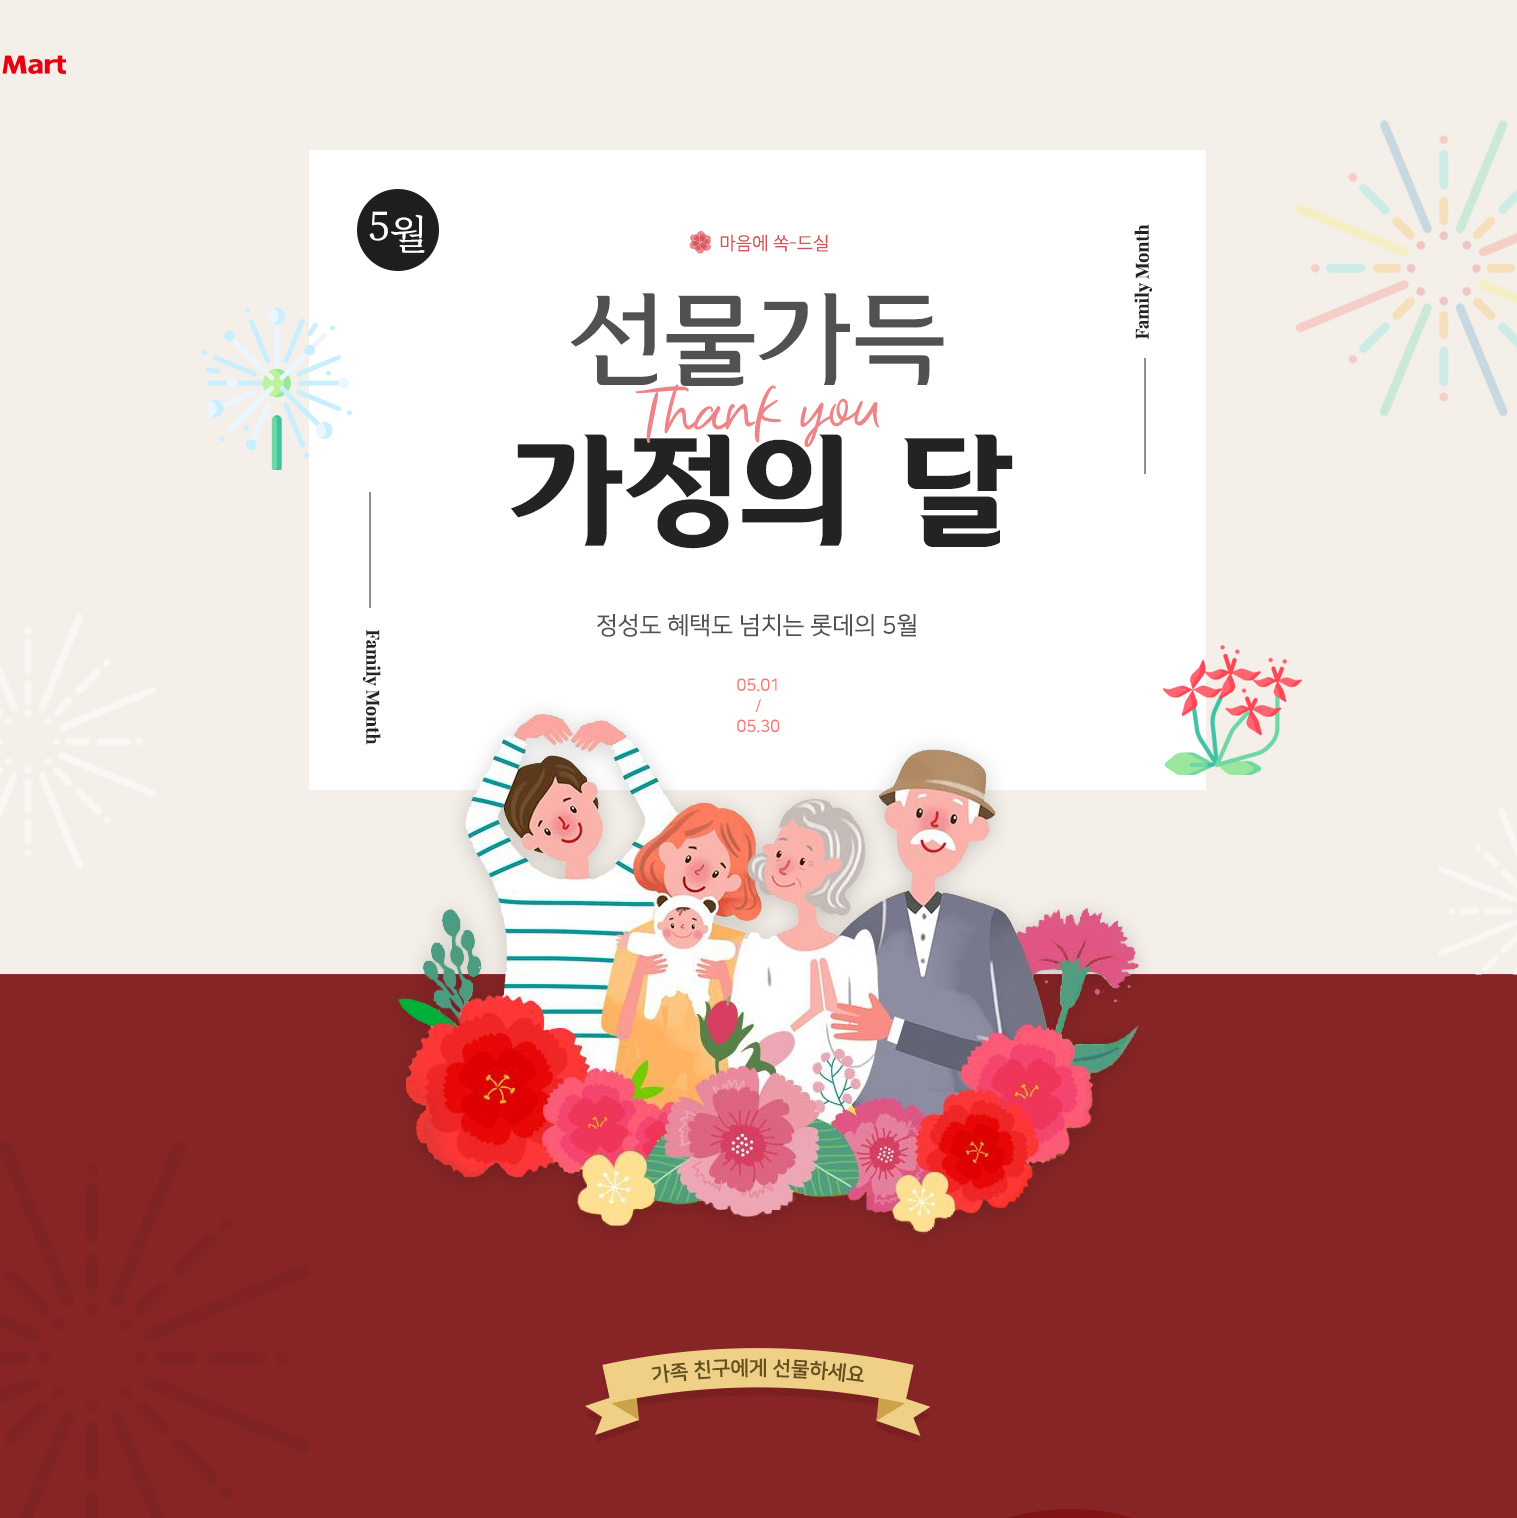 Mart
5월
마음에 쏙-드실
Family Month
선물가득
Thank you
가정의 달
정성도 혜택도 넘치는 롯데의 5월
05.01
/
05.30
Family Month
가족 친구에게 선물하세요